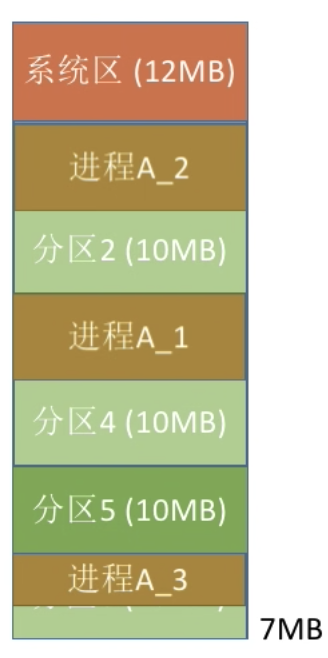 系统区 (12MB)
进程A_2
分区2 (10MB)
进程A_1
分区4 (10MB)
分区5 (10MB)
进程A_3
7MB